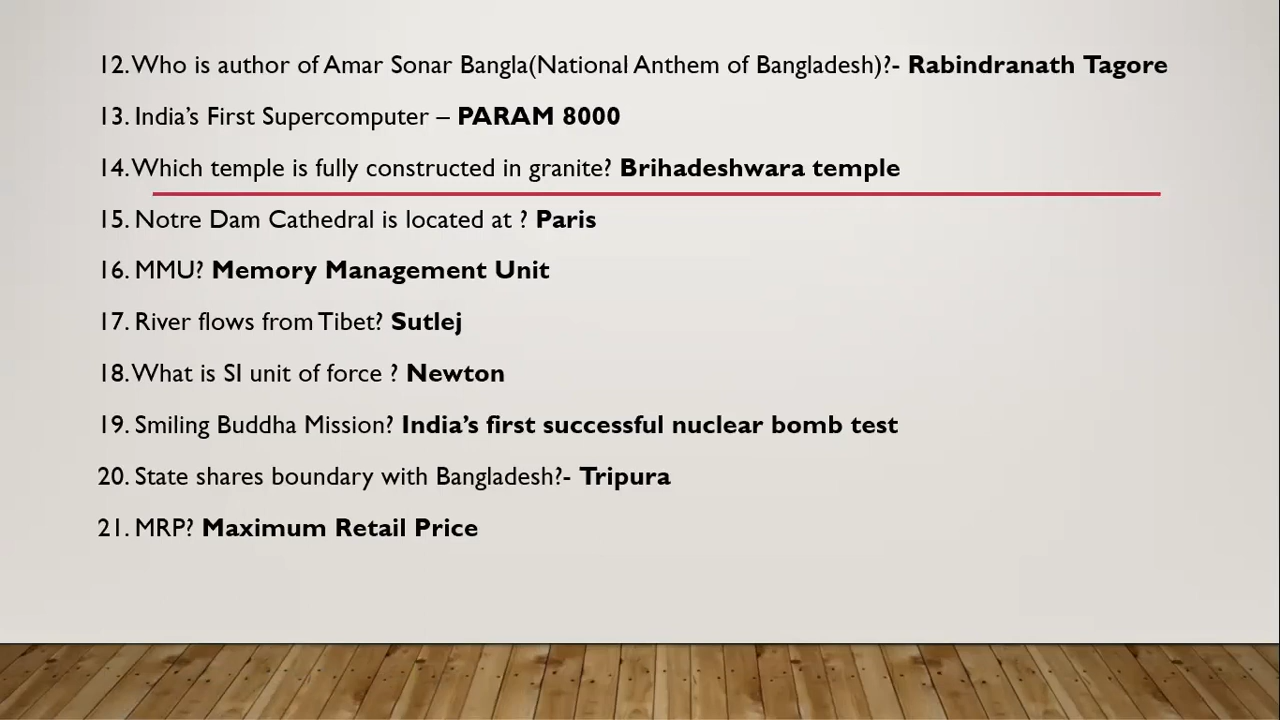 12. Who is author of Amar Sonar Bangla(National Anthem of Bangladesh)?- Rabindranath Tagore
13. India's First Supercomputer – PARAM 8000
14. Which temple is fully constructed in granite? Brihadeshwara temple
15. Notre Dam Cathedral is located at ? Paris
16. MMU? Memory Management Unit
17. River flows from Tibet? Sutlej
18. What is SI unit of force ? Newton
19. Smiling Buddha Mission? India's first successful nuclear bomb test
20. State shares boundary with Bangladesh?- Tripura
21. MRP? Maximum Retail Price